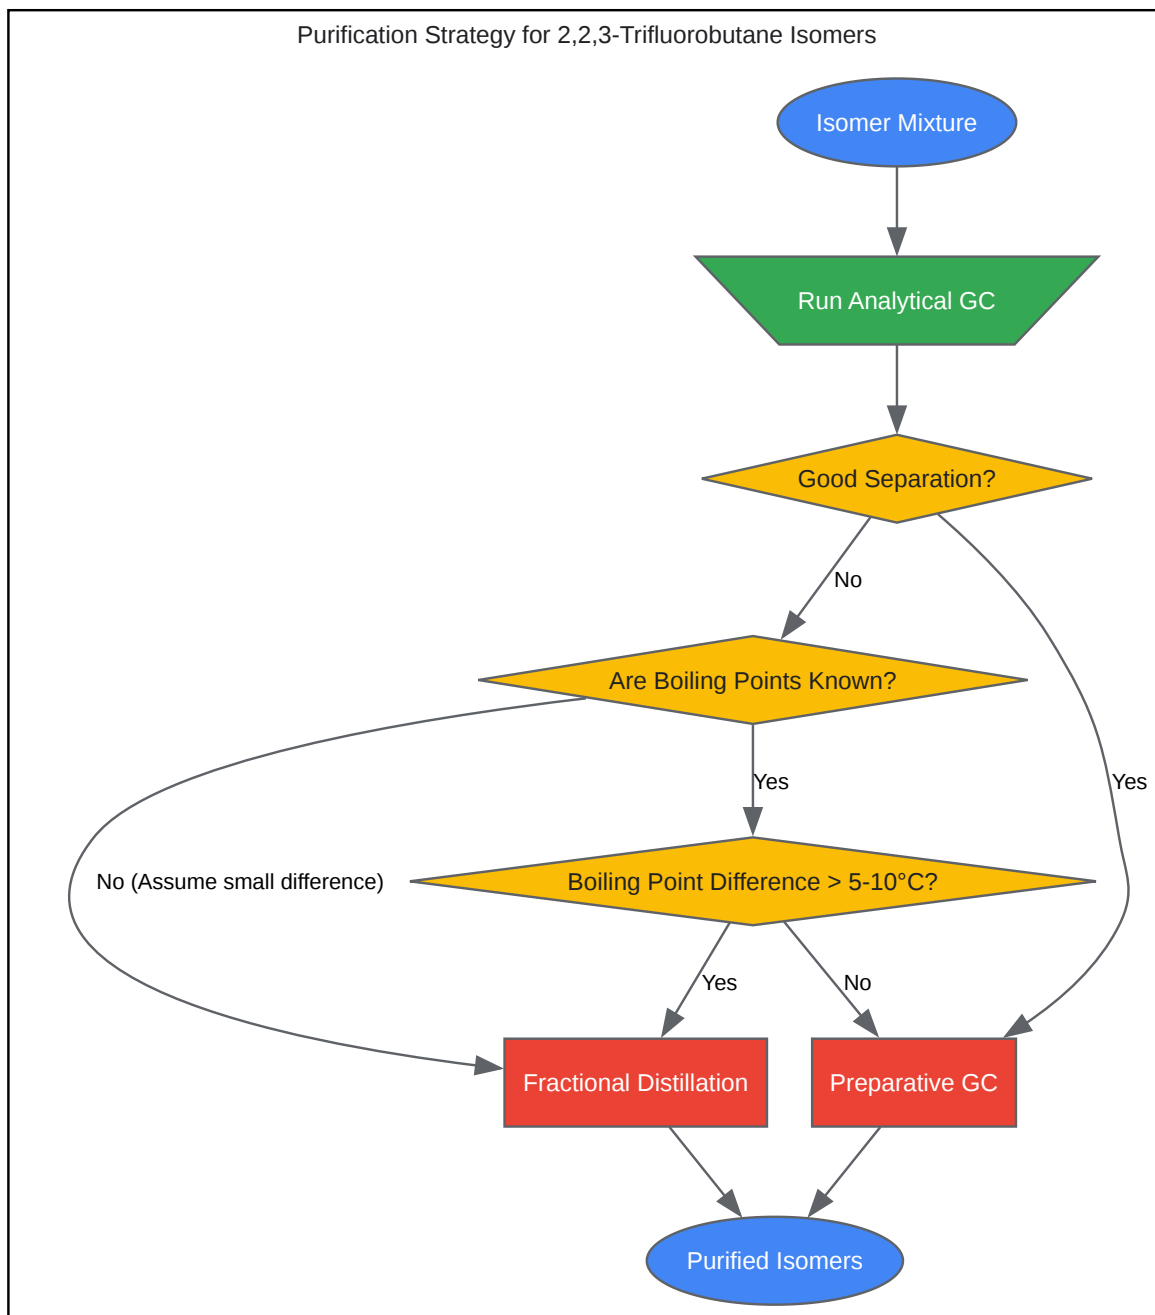 Purification Strategy for 2,2,3-Trifluorobutane Isomers
Isomer Mixture
Run Analytical GC
Good Separation?
No
Are Boiling Points Known?
Yes
Yes
No (Assume small difference)
Boiling Point Difference > 5-10°C?
Yes
No
Fractional Distillation
Preparative GC
Purified Isomers